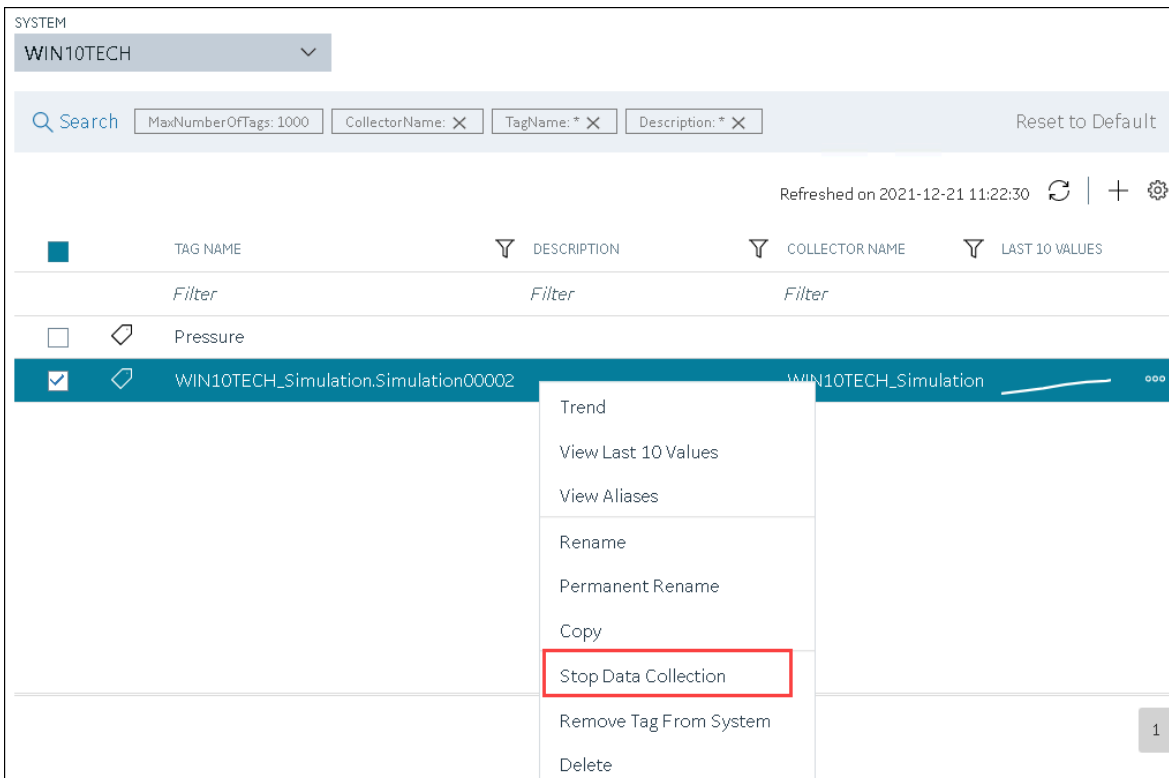 SYSTEM
WIN10TECH
Search MaxNumberOfTags: 1000 CollectorName: TagName: * Description: * Reset to Default
Refreshed on 2021-12-21 11:22:30
TAG NAME DESCRIPTION COLLECTOR NAME LAST 10 VALUES
Filter Filter Filter
Pressure
WIN10TECH_Simulation.Simulation00002 WIN10TECH_Simulation
Trend
View Last 10 Values
View Aliases
Rename
Permanent Rename
Copy
Stop Data Collection
Remove Tag From System
1
Delete